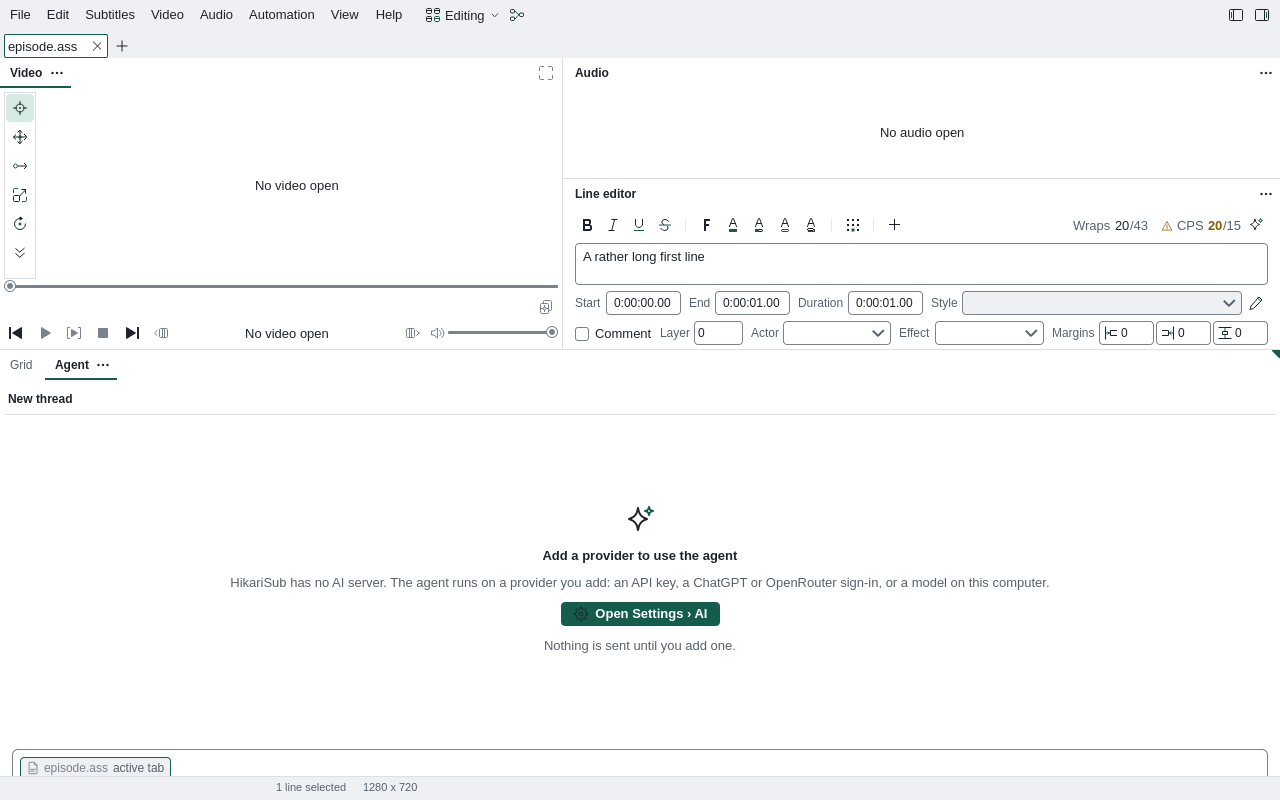 File Edit Subtitles Video Audio Automation View Help Editing
episode.ass
Video
No video open
No video open
Audio
No audio open
Line editor
B I U S F A A A A Wraps 20/43 CPS 20/15
A rather long first line
Start 0:00:00.00 End 0:00:01.00 Duration 0:00:01.00 Style
Comment Layer 0 Actor Effect Margins 0 0 0
Grid Agent
New thread
Add a provider to use the agent
HikariSub has no AI server. The agent runs on a provider you add: an API key, a ChatGPT or OpenRouter sign-in, or a model on this computer.
Open Settings › AI
Nothing is sent until you add one.
episode.ass active tab
1 line selected 1280 x 720